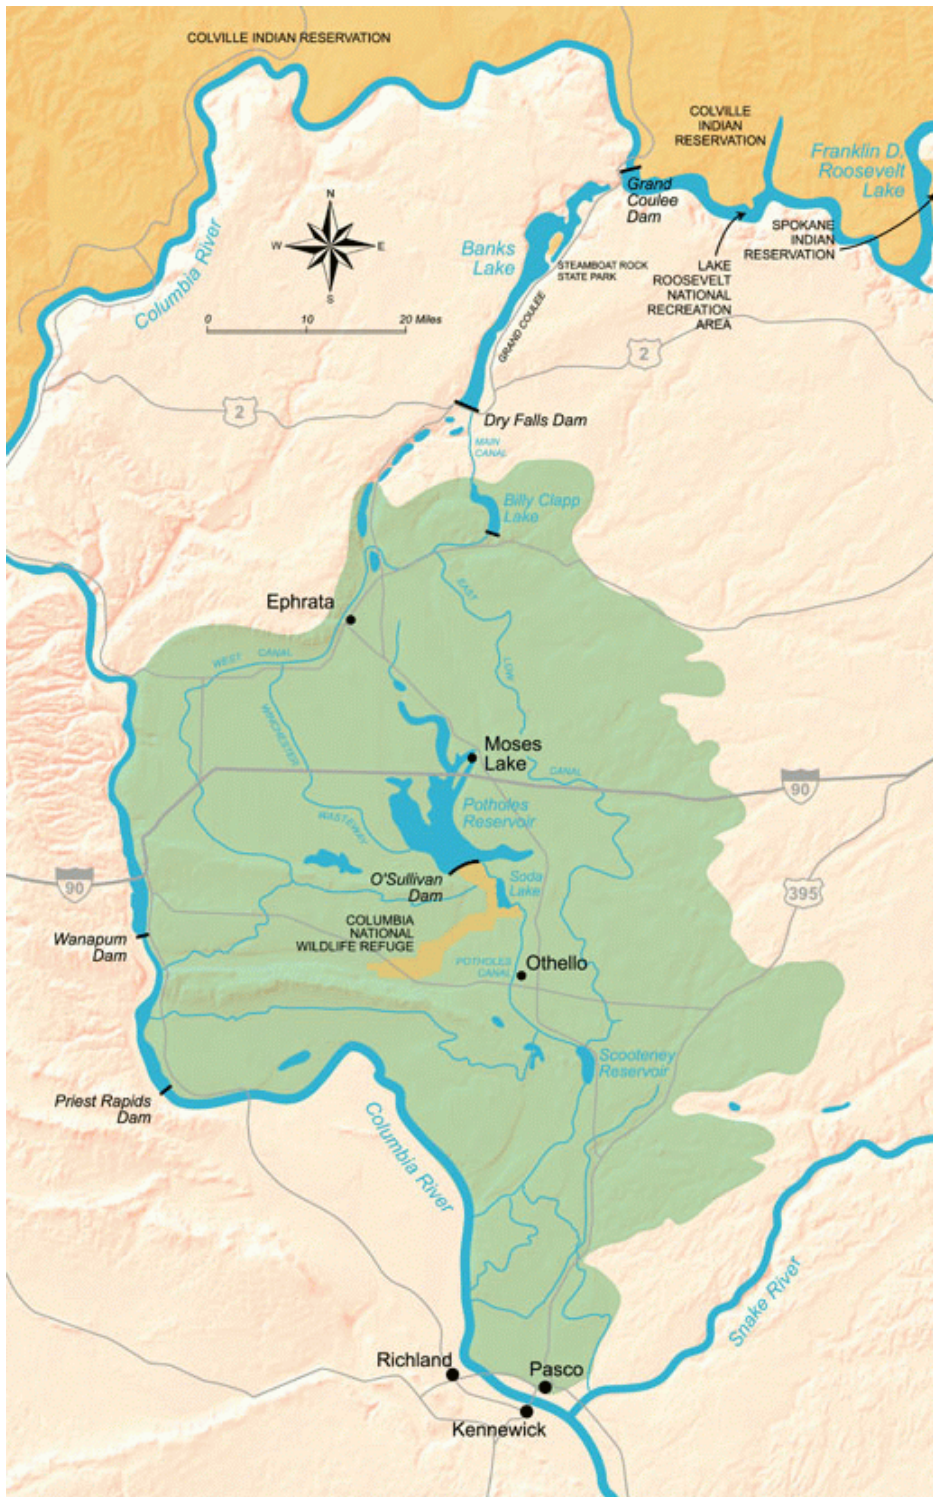 COLVILLE INDIAN RESERVATION
COLVILLE
INDIAN
RESERVATION
Franklin D.
Roosevelt
Lake
Grand
Coulee
Dam
SPOKANE
INDIAN
RESERVATION
N
W
E
S
Columbia River
Banks
Lake
STEAMBOAT ROCK
STATE PARK
LAKE
ROOSEVELT
NATIONAL
RECREATION
AREA
GRAND COULEE
0
10
20 Miles
2
2
Dry Falls Dam
MAIN
CANAL
Billy Clapp
Lake
Ephrata
EAST
LOW
CANAL
WEST CANAL
WINCHESTER
WASTEWAY
Moses
Lake
90
Potholes
Reservoir
O'Sullivan
Dam
Soda
Lake
90
395
COLUMBIA
NATIONAL
WILDLIFE REFUGE
Wanapum
Dam
POTHOLES
CANAL
Othello
Scooteney
Reservoir
Priest Rapids
Dam
Columbia River
Snake River
Richland
Pasco
Kennewick